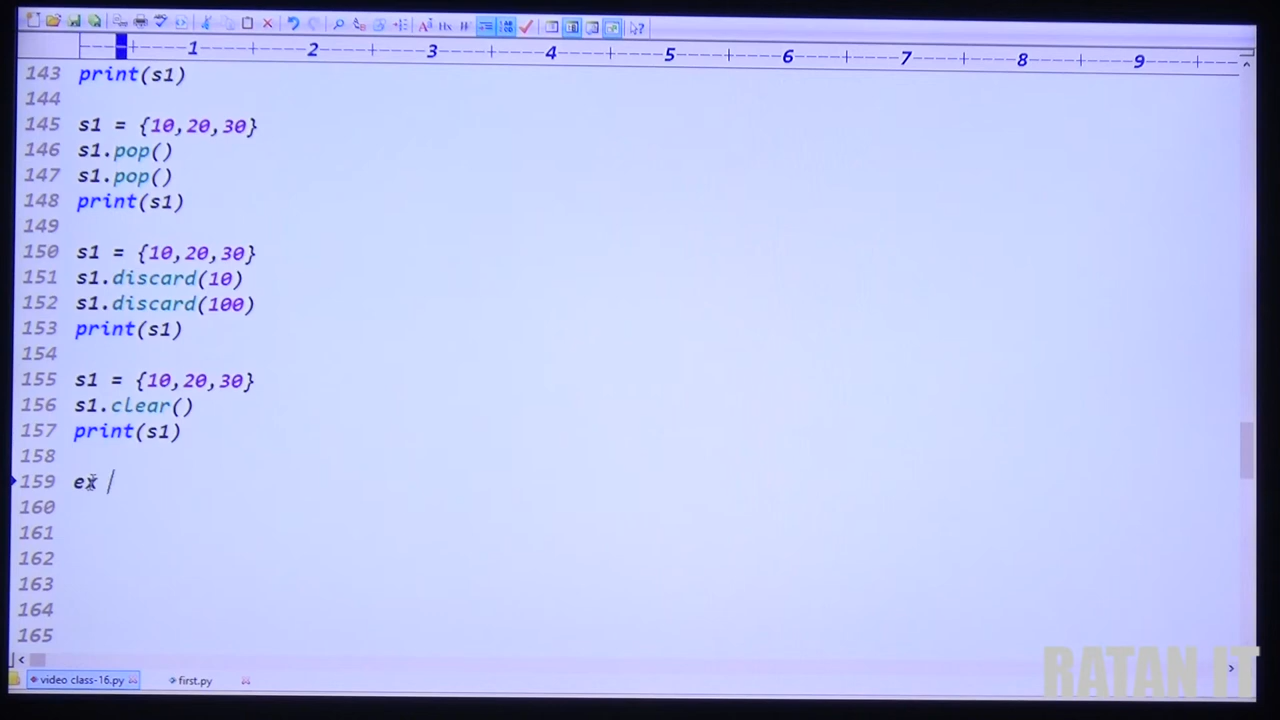 1 2 3 4 5 6 7 8 9
143 print(s1)
144
145 s1 = {10,20,30}
146 s1.pop()
147 s1.pop()
148 print(s1)
149
150 s1 = {10,20,30}
151 s1.discard(10)
152 s1.discard(100)
153 print(s1)
154
155 s1 = {10,20,30}
156 s1.clear()
157 print(s1)
158
159 ex
160
161
162
163
164
165
RATAN IT
video class-16.py first.py